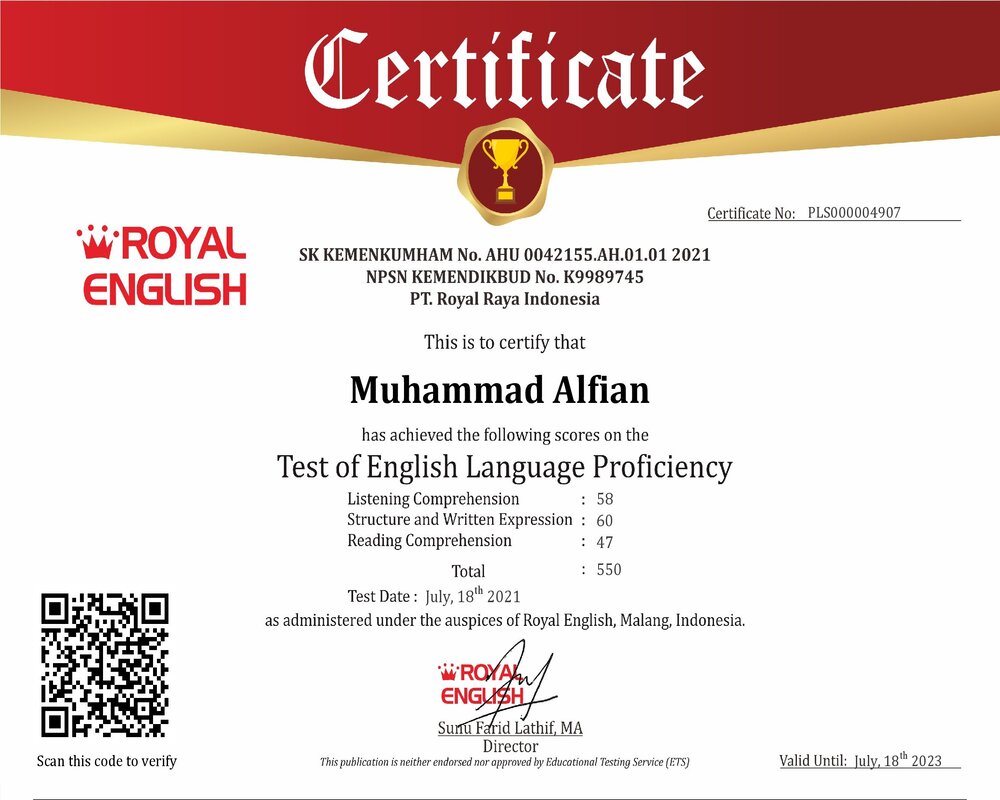 Certificate
Certificate No: PLS000004907
ROYAL
ENGLISH
SK KEMENKUMHAM No. AHU 0042155.AH.01.01 2021
NPSN KEMENDIKBUD No. K9989745
PT. Royal Raya Indonesia
This is to certify that
Muhammad Alfian
has achieved the following scores on the
Test of English Language Proficiency
Listening Comprehension : 58
Structure and Written Expression : 60
Reading Comprehension : 47
Total : 550
Test Date : July, 18th 2021
as administered under the auspices of Royal English, Malang, Indonesia.
ROYAL
ENGLISH
Sunu Farid Lathif, MA
Director
Scan this code to verify
This publication is neither endorsed nor approved by Educational Testing Service (ETS)
Valid Until: July, 18th 2023